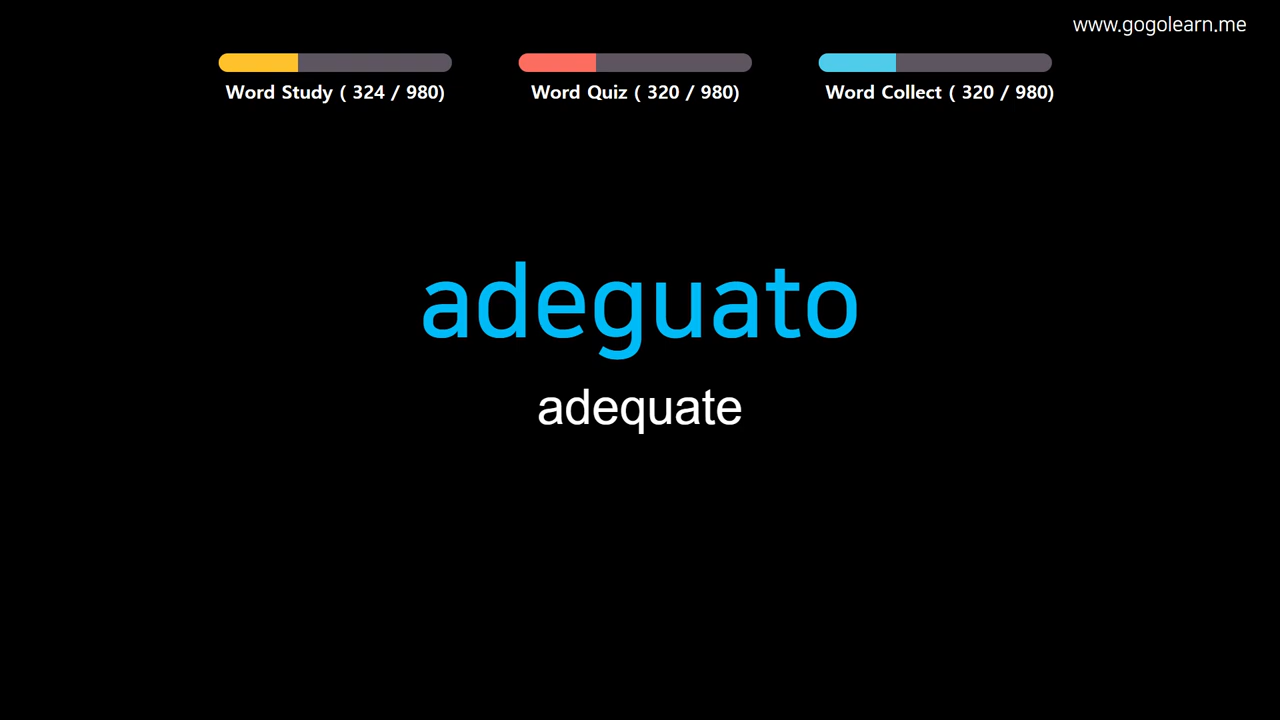 www.gogolearn.me
Word Study ( 324 / 980)
Word Quiz ( 320 / 980)
Word Collect ( 320 / 980)
adeguato
adequate